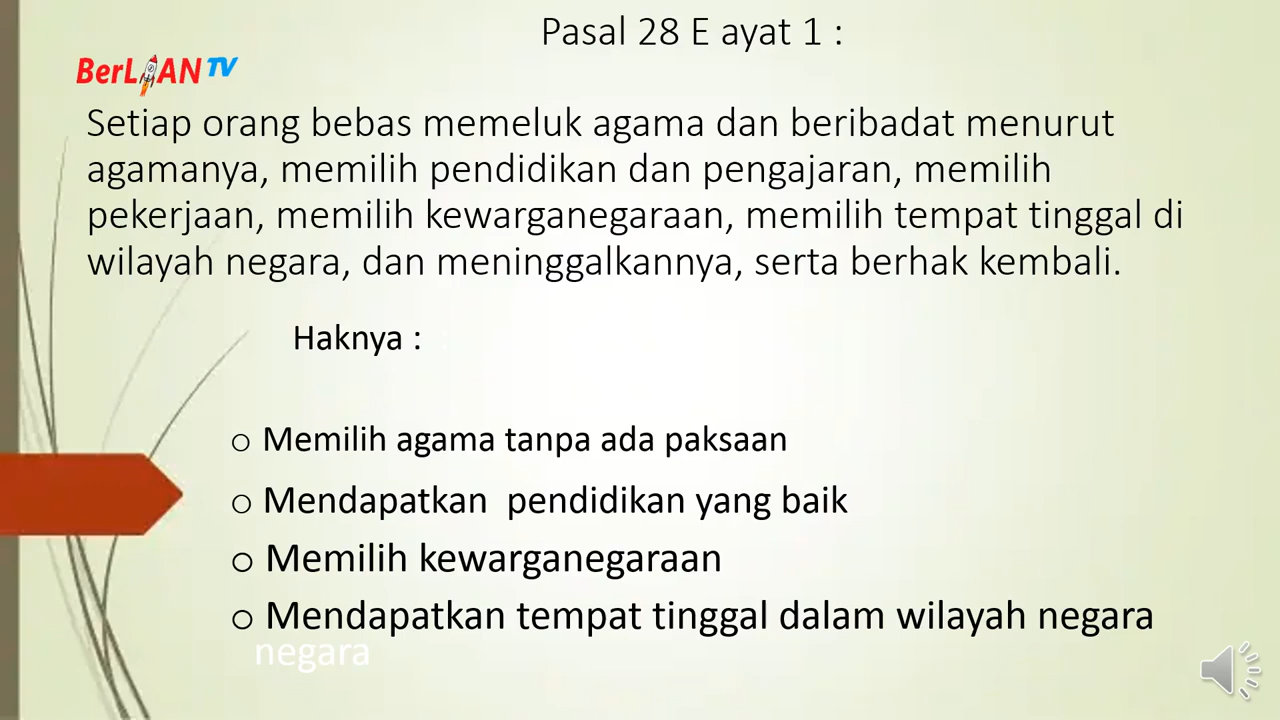 Pasal 28 E ayat 1 :
BerLIAN TV
Setiap orang bebas memeluk agama dan beribadat menurut
agamanya, memilih pendidikan dan pengajaran, memilih
pekerjaan, memilih kewarganegaraan, memilih tempat tinggal di
wilayah negara, dan meninggalkannya, serta berhak kembali.
Haknya :
o Memilih agama tanpa ada paksaan
o Mendapatkan  pendidikan yang baik
o Memilih kewarganegaraan
o Mendapatkan tempat tinggal dalam wilayah negara
negara